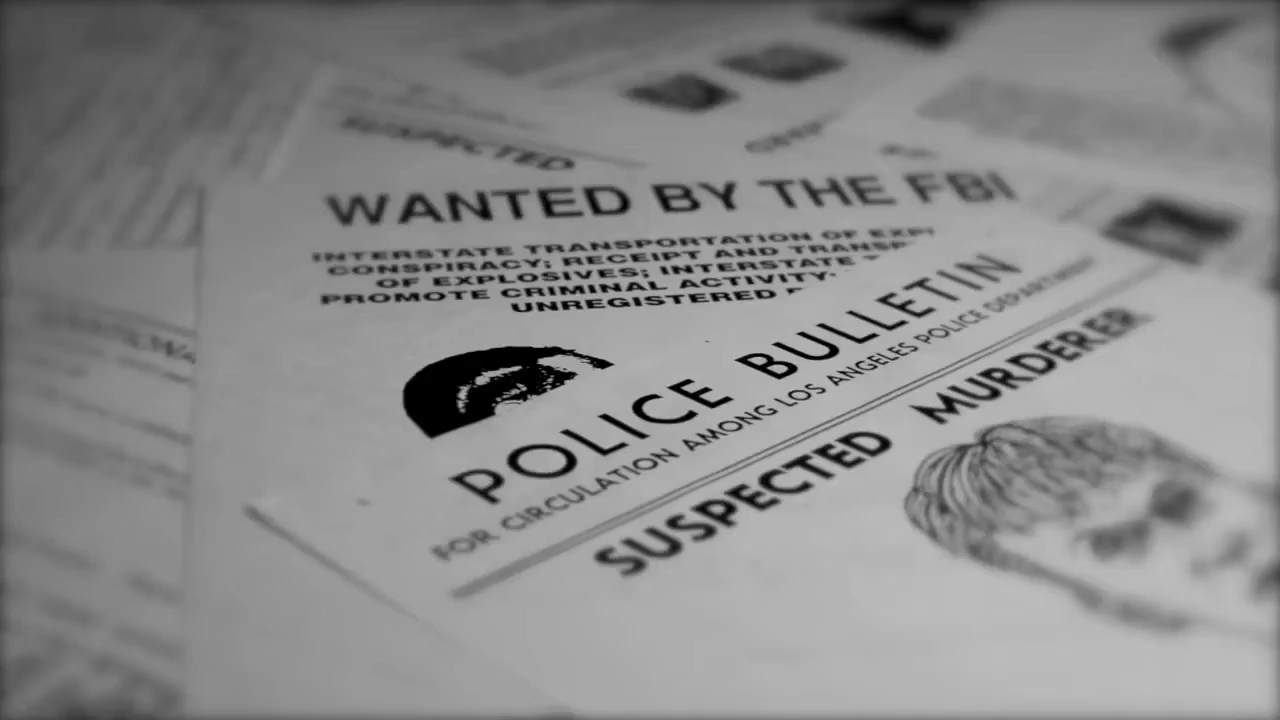 SUSPECTED
WANTED BY THE FBI
INTERSTATE TRANSPORTATION OF
CONSPIRACY; RECEIPT AND
OF EXPLOSIVES; INTERSTATE
PROMOTE CRIMINAL ACTIVITY;
UNREGISTERED
POLICE BULLETIN
FOR CIRCULATION AMONG LOS ANGELES POLICE DEPARTMENT
SUSPECTED MURDERER